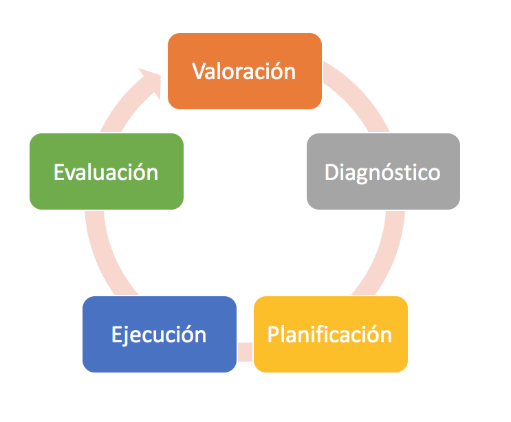 Valoración
Diagnóstico
Planificación
Ejecución
Evaluación